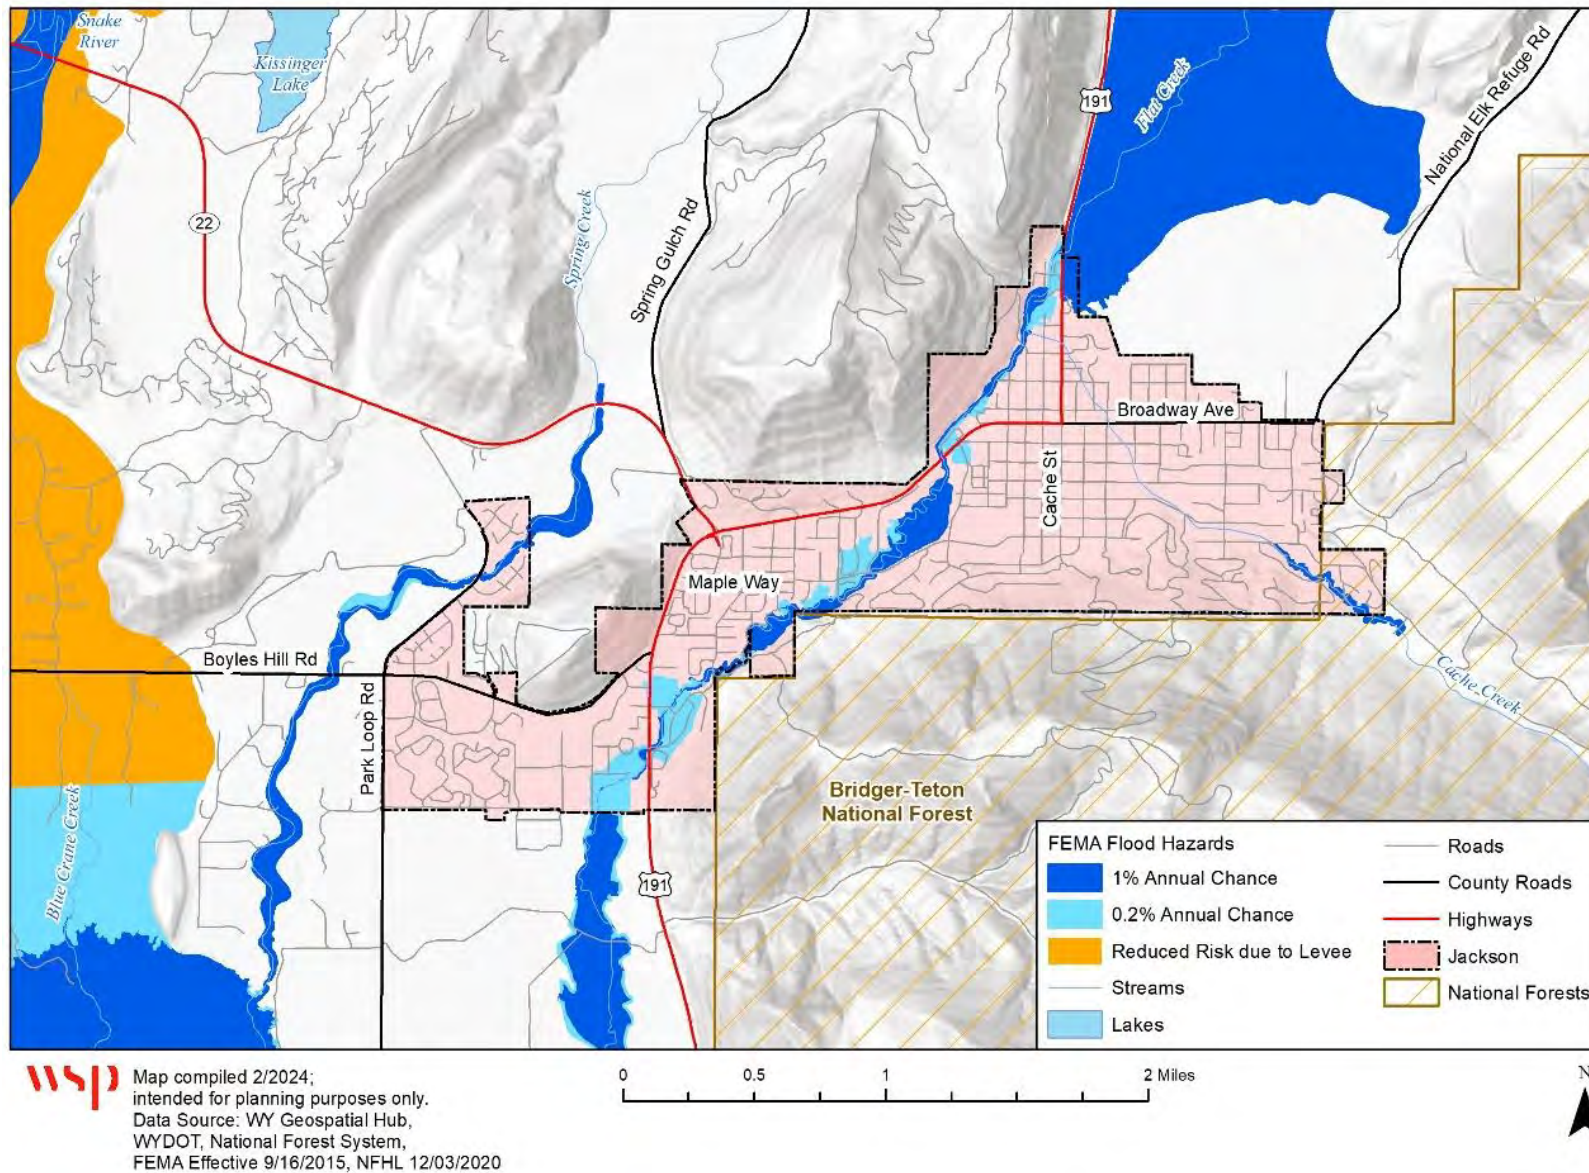 Snake
River
Kissinger
Lake
191
Flat Creek
National Elk Refuge Rd
22
Spring Creek
Spring Gulch Rd
Broadway Ave
Cache St
Maple Way
Boyles Hill Rd
Park Loop Rd
Cache Creek
Blue Crane Creek
Bridger-Teton
National Forest
191
FEMA Flood Hazards
1% Annual Chance
0.2% Annual Chance
Reduced Risk due to Levee
Streams
Lakes
Roads
County Roads
Highways
Jackson
National Forests
wsp
Map compiled 2/2024;
intended for planning purposes only.
Data Source: WY Geospatial Hub,
WYDOT, National Forest System,
FEMA Effective 9/16/2015, NFHL 12/03/2020
0 0.5 1 2 Miles
N